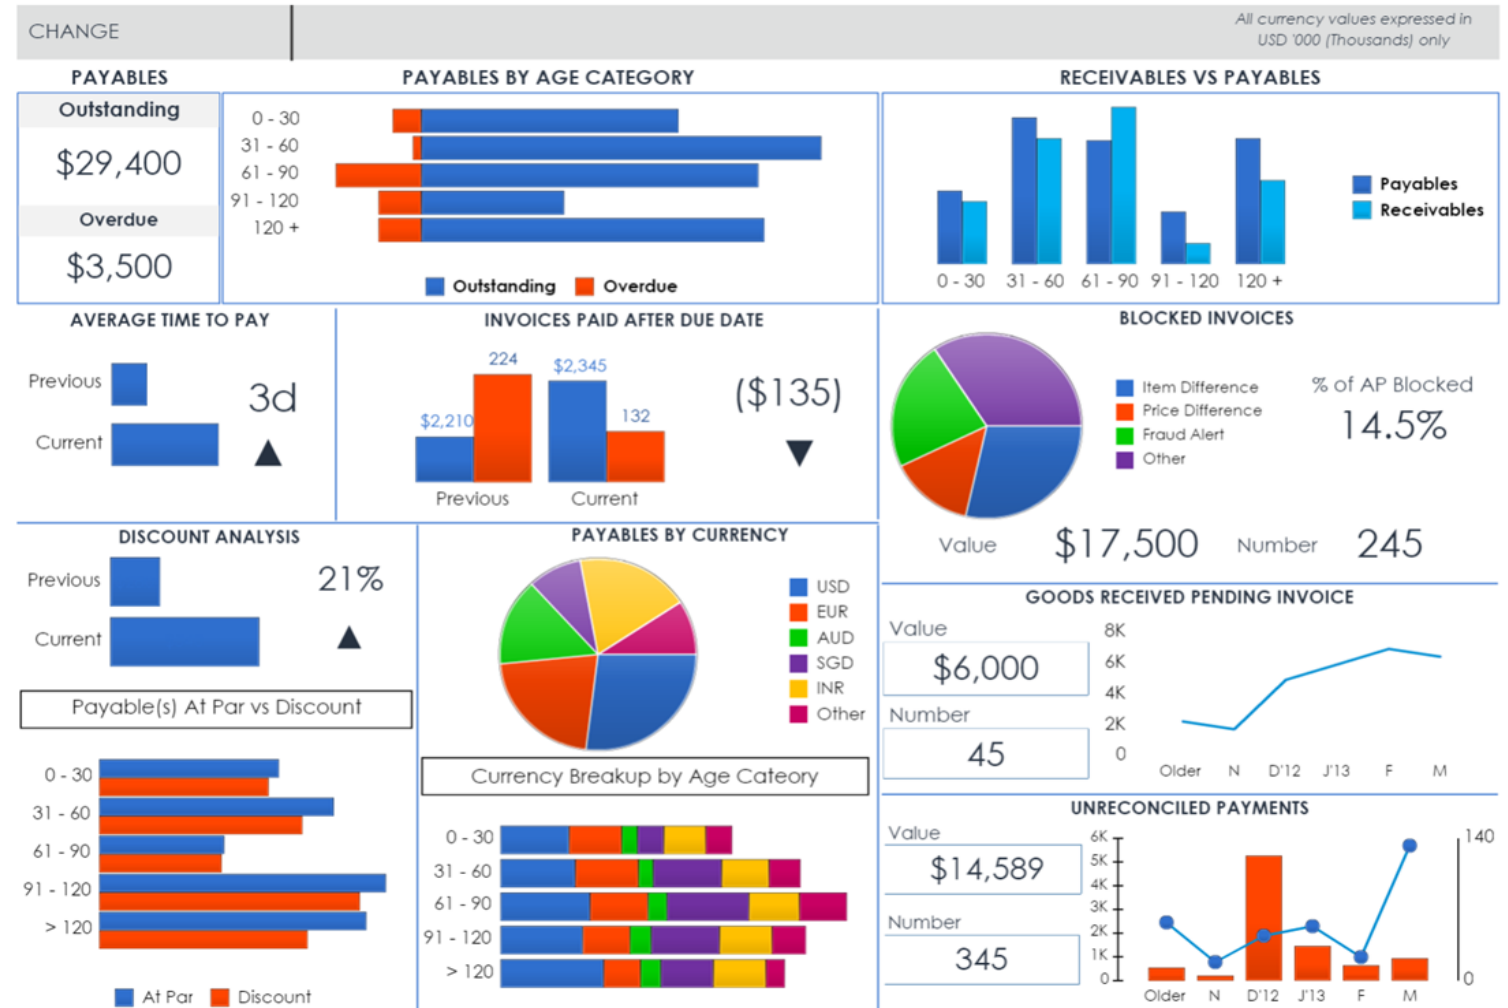 CHANGE
All currency values expressed in
USD '000 (Thousands) only
PAYABLES
Outstanding
$29,400
Overdue
$3,500
PAYABLES BY AGE CATEGORY
0 - 30
31 - 60
61 - 90
91 - 120
120 +
Outstanding
Overdue
RECEIVABLES VS PAYABLES
Payables
Receivables
0 - 30
31 - 60
61 - 90
91 - 120
120 +
AVERAGE TIME TO PAY
Previous
Current
3d
INVOICES PAID AFTER DUE DATE
$2,210
224
$2,345
132
Previous
Current
($135)
BLOCKED INVOICES
Item Difference
Price Difference
Fraud Alert
Other
% of AP Blocked
14.5%
Value
$17,500
Number
245
DISCOUNT ANALYSIS
Previous
Current
21%
Payable(s) At Par vs Discount
0 - 30
31 - 60
61 - 90
91 - 120
> 120
At Par
Discount
PAYABLES BY CURRENCY
USD
EUR
AUD
SGD
INR
Other
Currency Breakup by Age Cateory
0 - 30
31 - 60
61 - 90
91 - 120
> 120
GOODS RECEIVED PENDING INVOICE
Value
$6,000
Number
45
8K
6K
4K
2K
0
Older
N
D'12
J'13
F
M
UNRECONCILED PAYMENTS
Value
$14,589
Number
345
6K
5K
4K
3K
2K
1K
0
140
0
Older
N
D'12
J'13
F
M